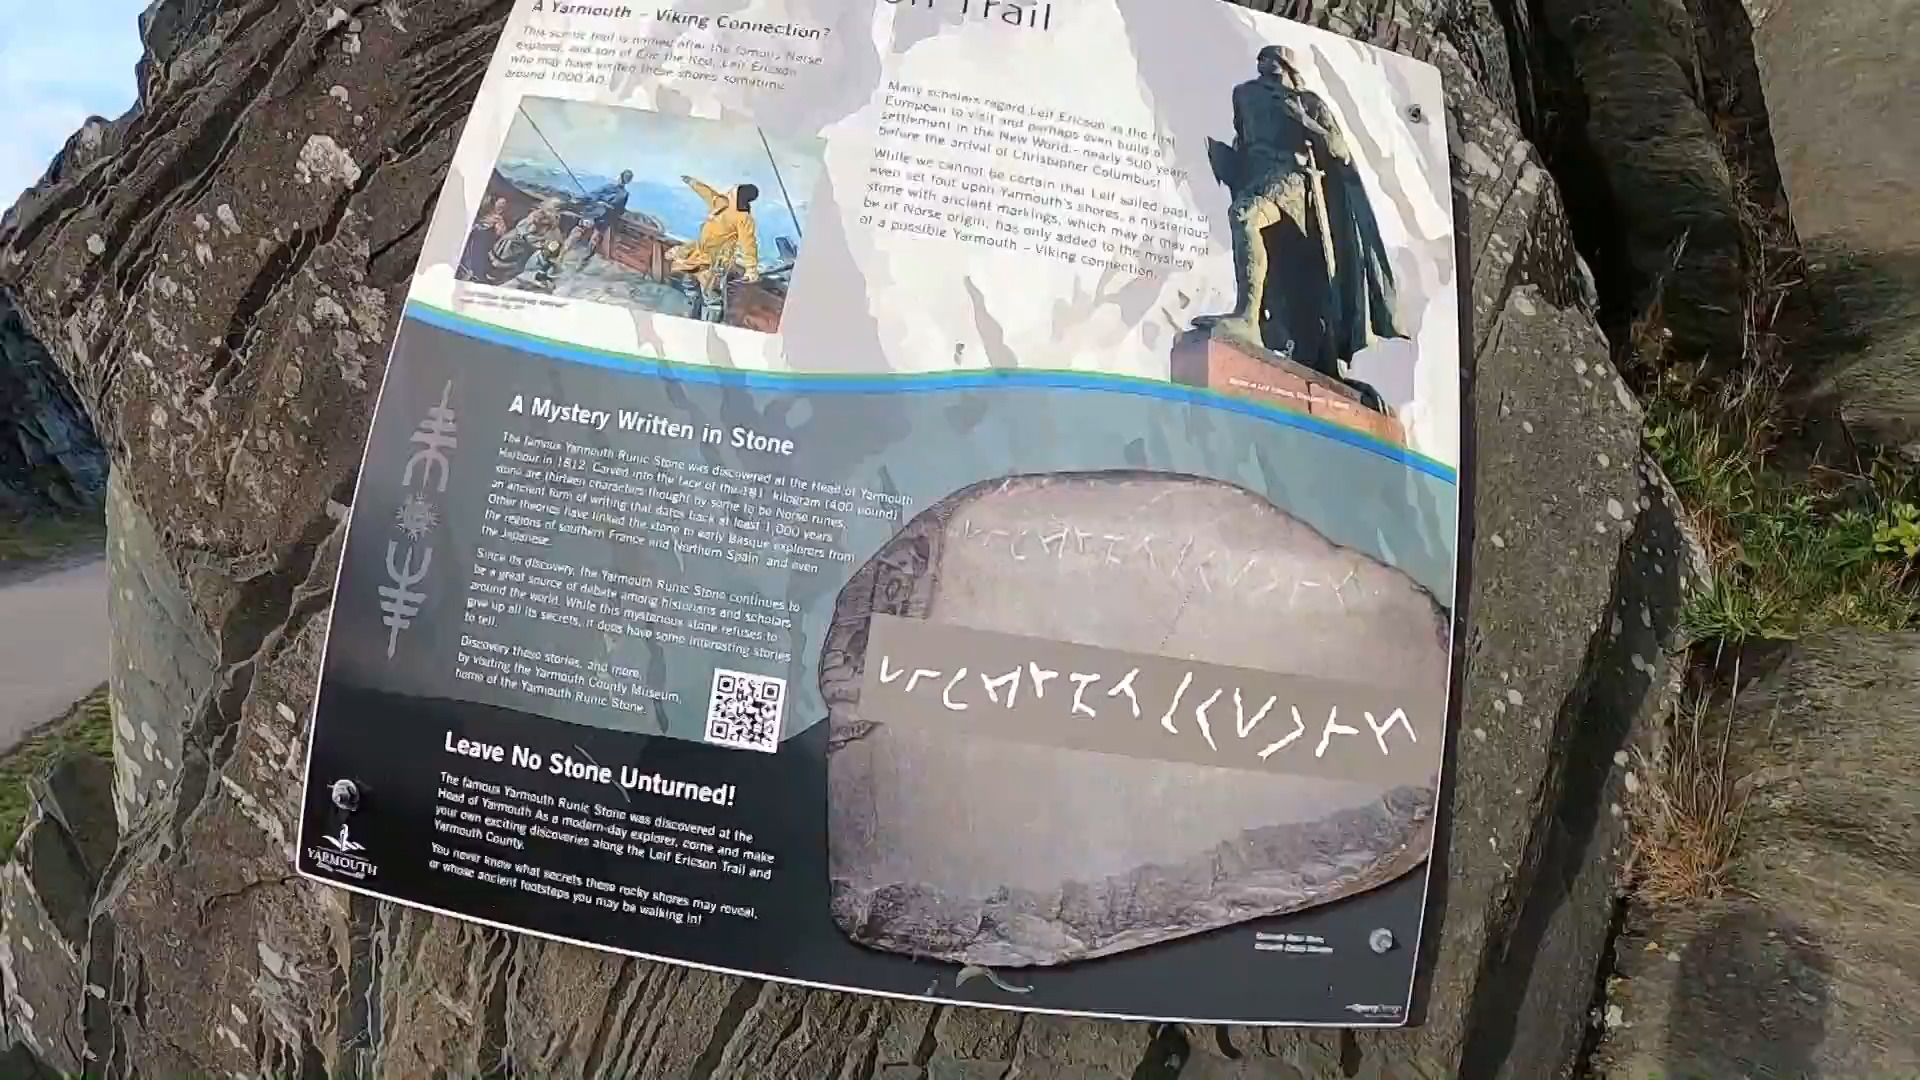 on Trail
A Yarmouth – Viking Connection?
This scenic trail is named after the famous Norse
explorer, and son of Eric the Red, Leif Ericson
who may have visited these shores sometime
around 1000 AD.
Many scholars regard Leif Ericson as the first
European to visit and perhaps even build a
settlement in the New World - nearly 500 years
before the arrival of Christopher Columbus!
While we cannot be certain that Leif sailed past, or
even set foot upon Yarmouth's shores, a mysterious
stone with ancient markings, which may or may not
be of Norse origin, has only added to the mystery
of a possible Yarmouth – Viking connection.
A Mystery Written in Stone
The famous Yarmouth Runic Stone was discovered at the Head of Yarmouth
Harbour in 1812. Carved into the face of the 181 kilogram (400 pound)
stone are thirteen characters thought by some to be Norse runes,
an ancient form of writing that dates back at least 1,000 years.
Other theories have linked the stone to early Basque explorers from
the regions of southern France and Northern Spain, and even
the Japanese.
Since its discovery, the Yarmouth Runic Stone continues to
be a great source of debate among historians and scholars
around the world. While this mysterious stone refuses to
give up all its secrets, it does have some interesting stories
to tell.
Discovery these stories, and more,
by visiting the Yarmouth County Museum,
home of the Yarmouth Runic Stone.
Leave No Stone Unturned!
The famous Yarmouth Runic Stone was discovered at the
Head of Yarmouth As a modern-day explorer, come and make
your own exciting discoveries along the Leif Ericson Trail and
Yarmouth County.
You never know what secrets these rocky shores may reveal,
or whose ancient footsteps you may be walking in!
YARMOUTH